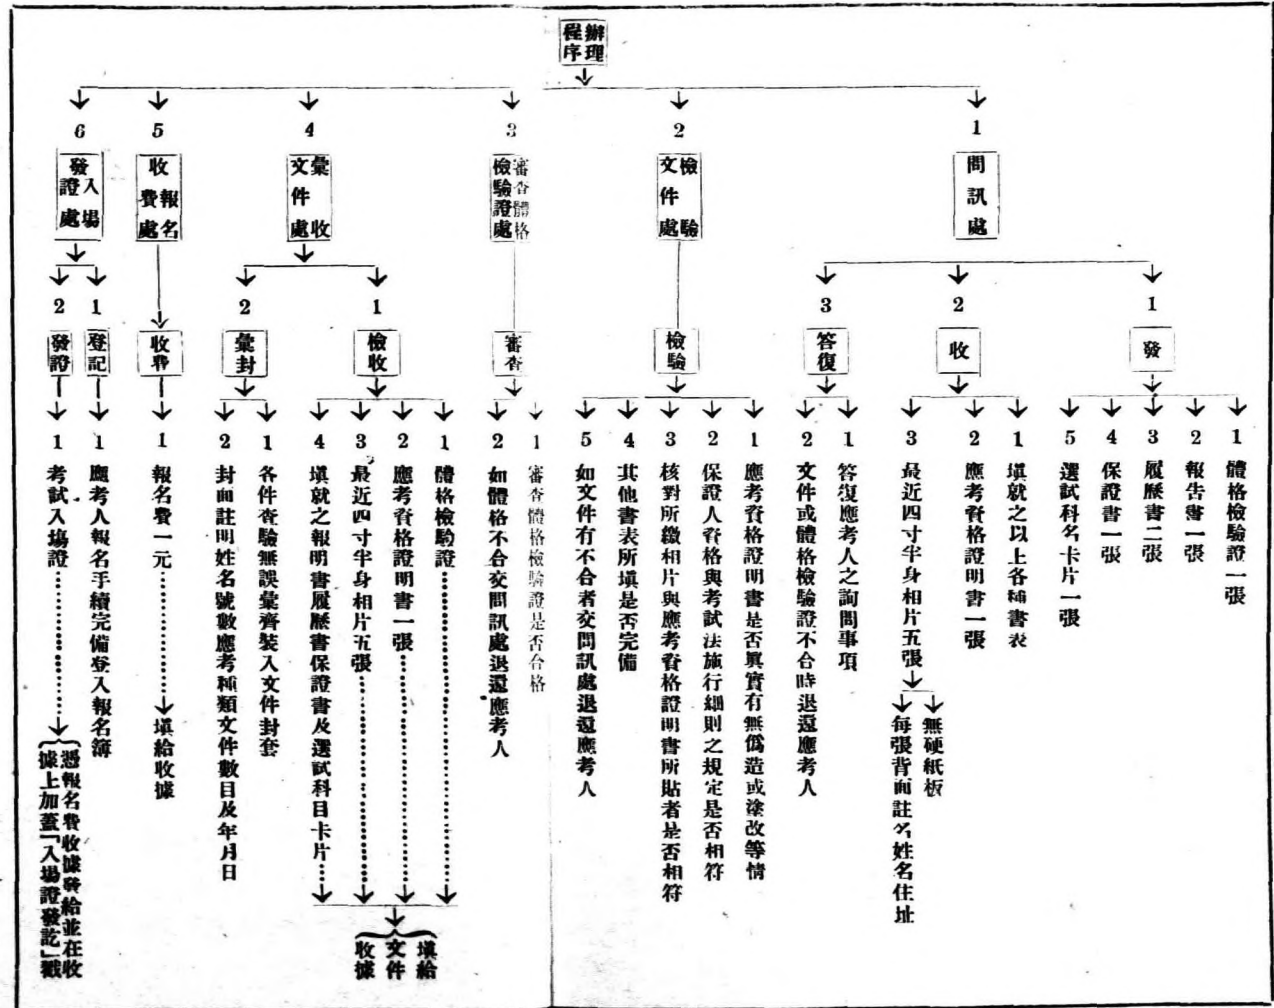 辦理程序
1
問訊處
1
發
1
體格檢驗證一張
2
報告書一張
3
履歷書二張
4
保證書一張
5
選試科名卡片一張
2
收
1
填就之以上各種書表
2
應考資格證明書一張
3
最近四寸半身相片五張
無硬紙板
每張背面註名姓名住址
3
答復
1
答復應考人之詢問事項
2
文件或體格檢驗證不合時退還應考人
2
檢驗文件處
檢驗
1
應考資格證明書是否眞實有無僞造或塗改等情
2
保證人資格與考試法施行細則之規定是否相符
3
核對所繳相片與應考資格證明書所貼者是否相符
4
其他書表所填是否完備
5
如文件有不合者交問訊處退還應考人
3
審查體格檢驗證處
審查
1
審查體格檢驗證是否合格
2
如體格不合交問訊處退還應考人
4
彙收文件處
1
檢收
1
體格檢驗證
2
應考資格證明書一張
3
最近四寸半身相片五張
4
填就之報明書履歷書保證書及選試科目卡片
填給文件收據
2
彙封
1
各件查驗無誤彙齊裝入文件封套
2
封面註明姓名號數應考種類文件數目及年月日
5
報名收費處
收費
1
報名費一元
填給收據
6
入場發證處
1
登記
1
應考人報名手續完備登入報名簿
2
發證
1
考試入場證
憑報名費收據發給並在收
據上加蓋「入場證發訖」戳